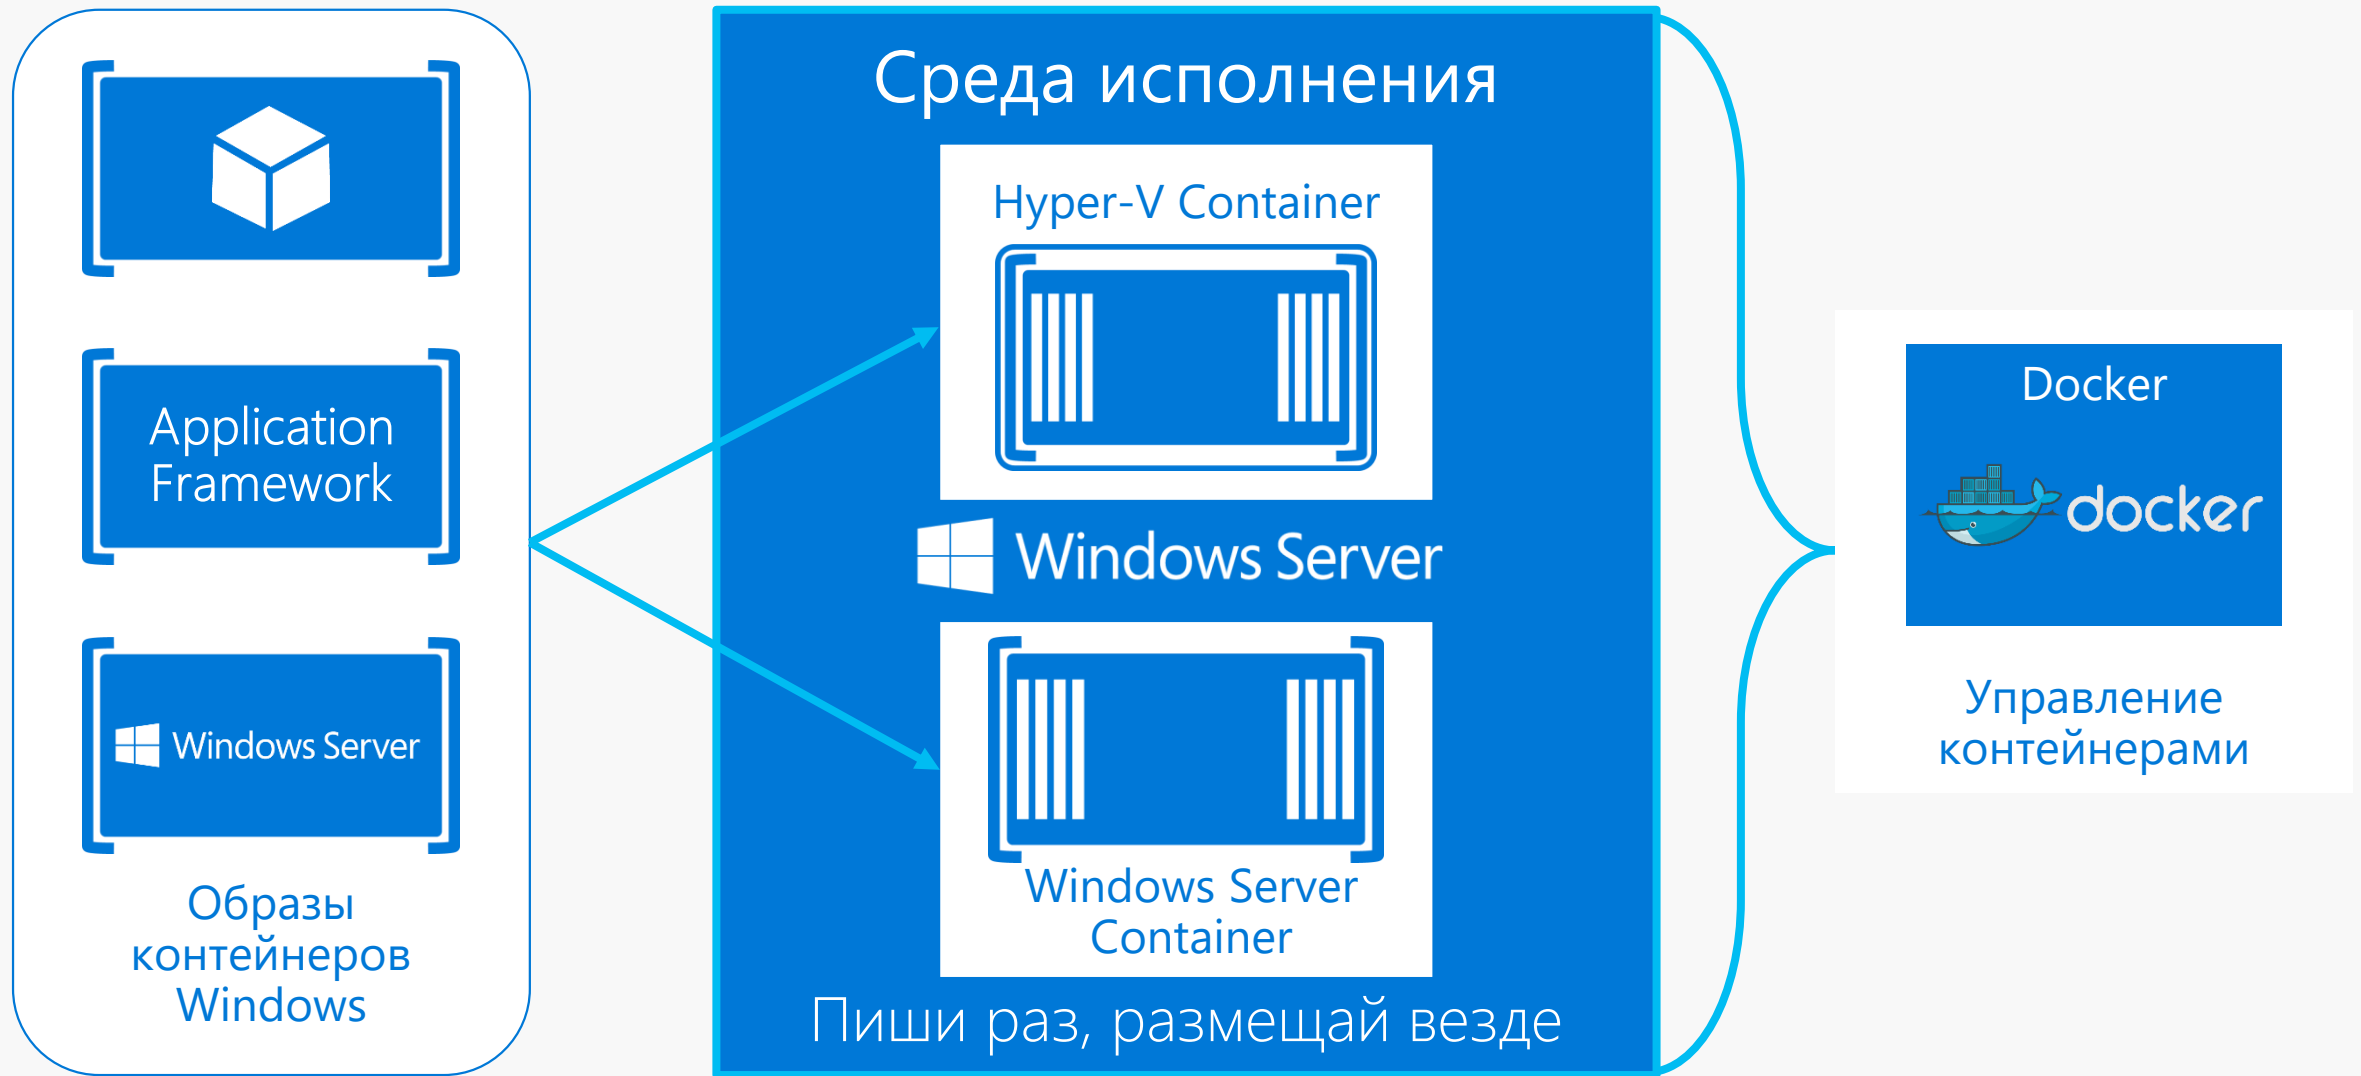 Application
Framework
Windows Server
Образы
контейнеров
Windows
Среда исполнения
Hyper-V Container
Windows Server
Windows Server
Container
Пиши раз, размещай везде
Docker
docker
Управление
контейнерами